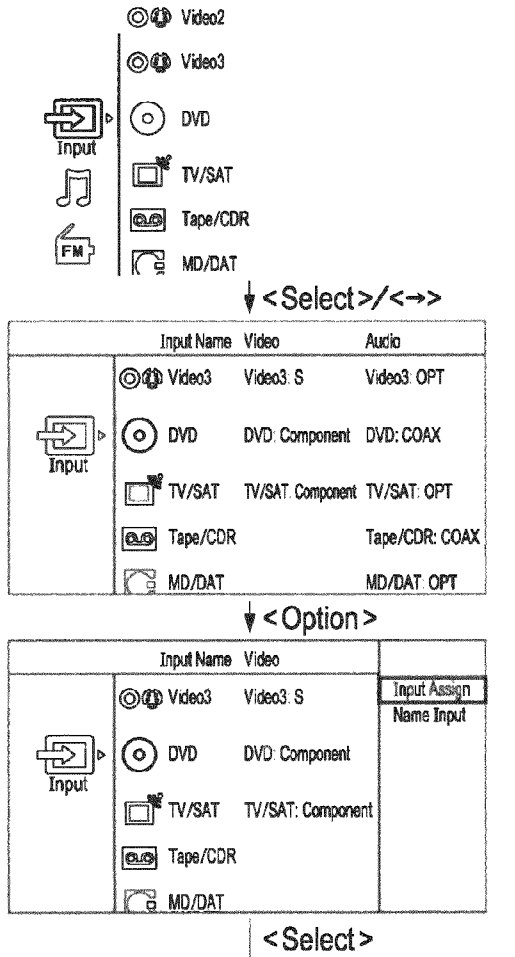 Video2
Video3
DVD
Input
TV/SAT
Tape/CDR
FM
MD/DAT
<Select>/<→>
Input Name Video Audio
Video3 Video3: S Video3: OPT
DVD DVD: Component DVD: COAX
Input
TV/SAT TV/SAT: Component TV/SAT: OPT
Tape/CDR Tape/CDR: COAX
MD/DAT MD/DAT: OPT
<Option>
Input Name Video
Input Assign
Video3 Video3: S
Name Input
DVD DVD: Component
Input
TV/SAT TV/SAT: Component
Tape/CDR
MD/DAT
<Select>